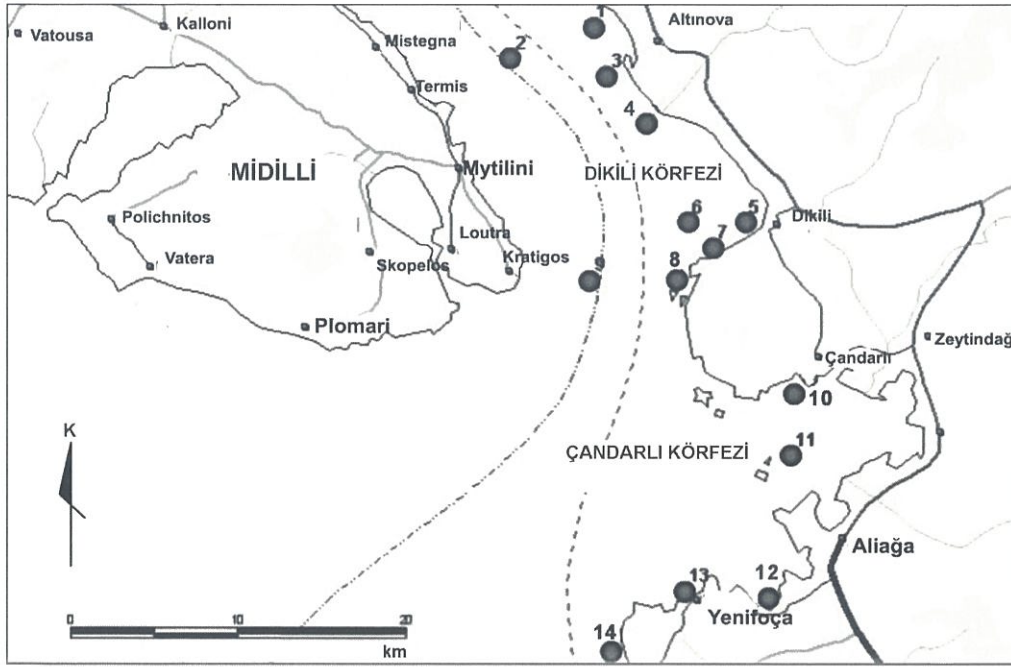 Kalloni
Vatousa
Mistegna
Termis
1
2
3
4
Altınova
MİDİLLİ
Mytilini
DİKİLİ KÖRFEZİ
Polichnitos
Vatera
Loutra
Skopelos
Kratigos
6
5
7
8
Dikili
Plomari
Zeytindağ
Çandarlı
10
K
ÇANDARLI KÖRFEZİ
11
Aliağa
13
12
Yenifoça
14
0 10 20
km